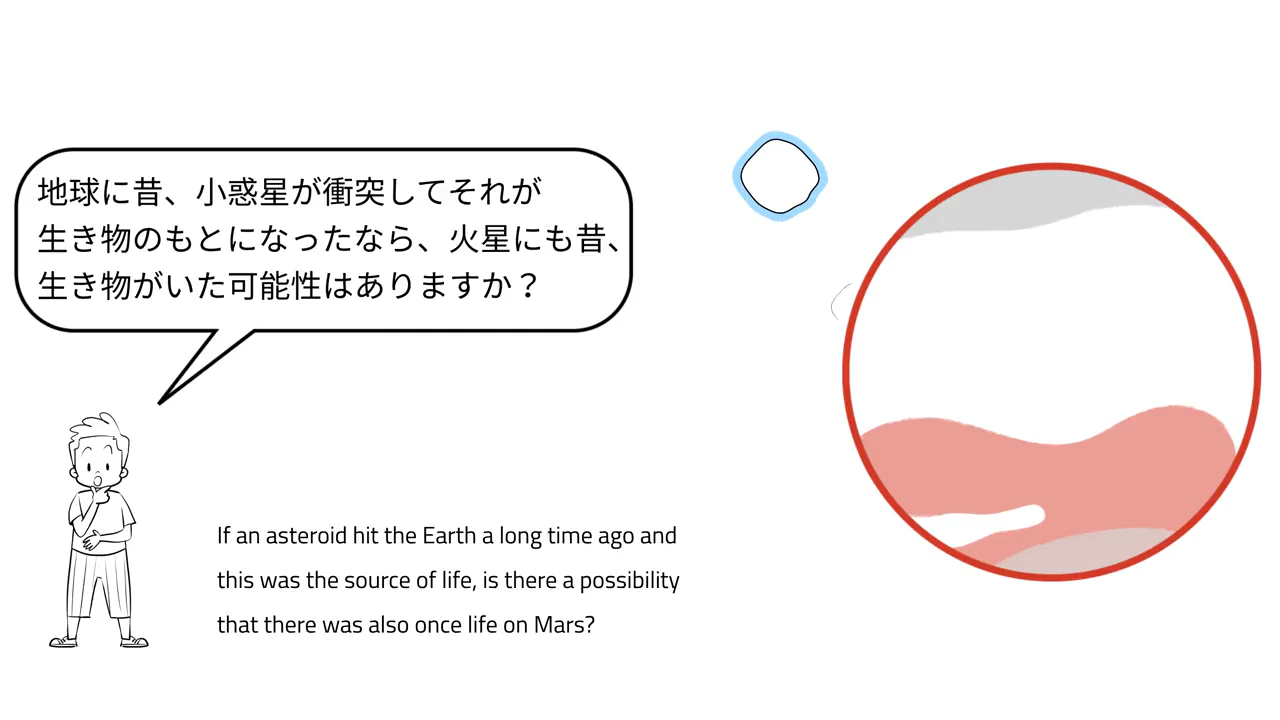 地球に昔、小惑星が衝突してそれが
生き物のもとになったなら、火星にも昔、
生き物がいた可能性はありますか？
If an asteroid hit the Earth a long time ago and
this was the source of life, is there a possibility
that there was also once life on Mars?